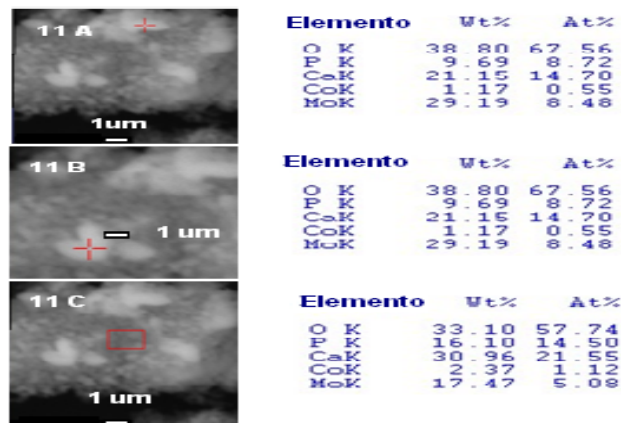 11 A
1um
Elemento Wt% At%
O K 38.80 67.56
P K 9.69 8.72
CaK 21.15 14.70
CoK 1.17 0.55
MoK 29.19 8.48
11 B
1 um
Elemento Wt% At%
O K 38.80 67.56
P K 9.69 8.72
CaK 21.15 14.70
CoK 1.17 0.55
MoK 29.19 8.48
11 C
1 um
Elemento Wt% At%
O K 33.10 57.74
P K 16.10 14.50
CaK 30.96 21.55
CoK 2.37 1.12
MoK 17.47 5.08